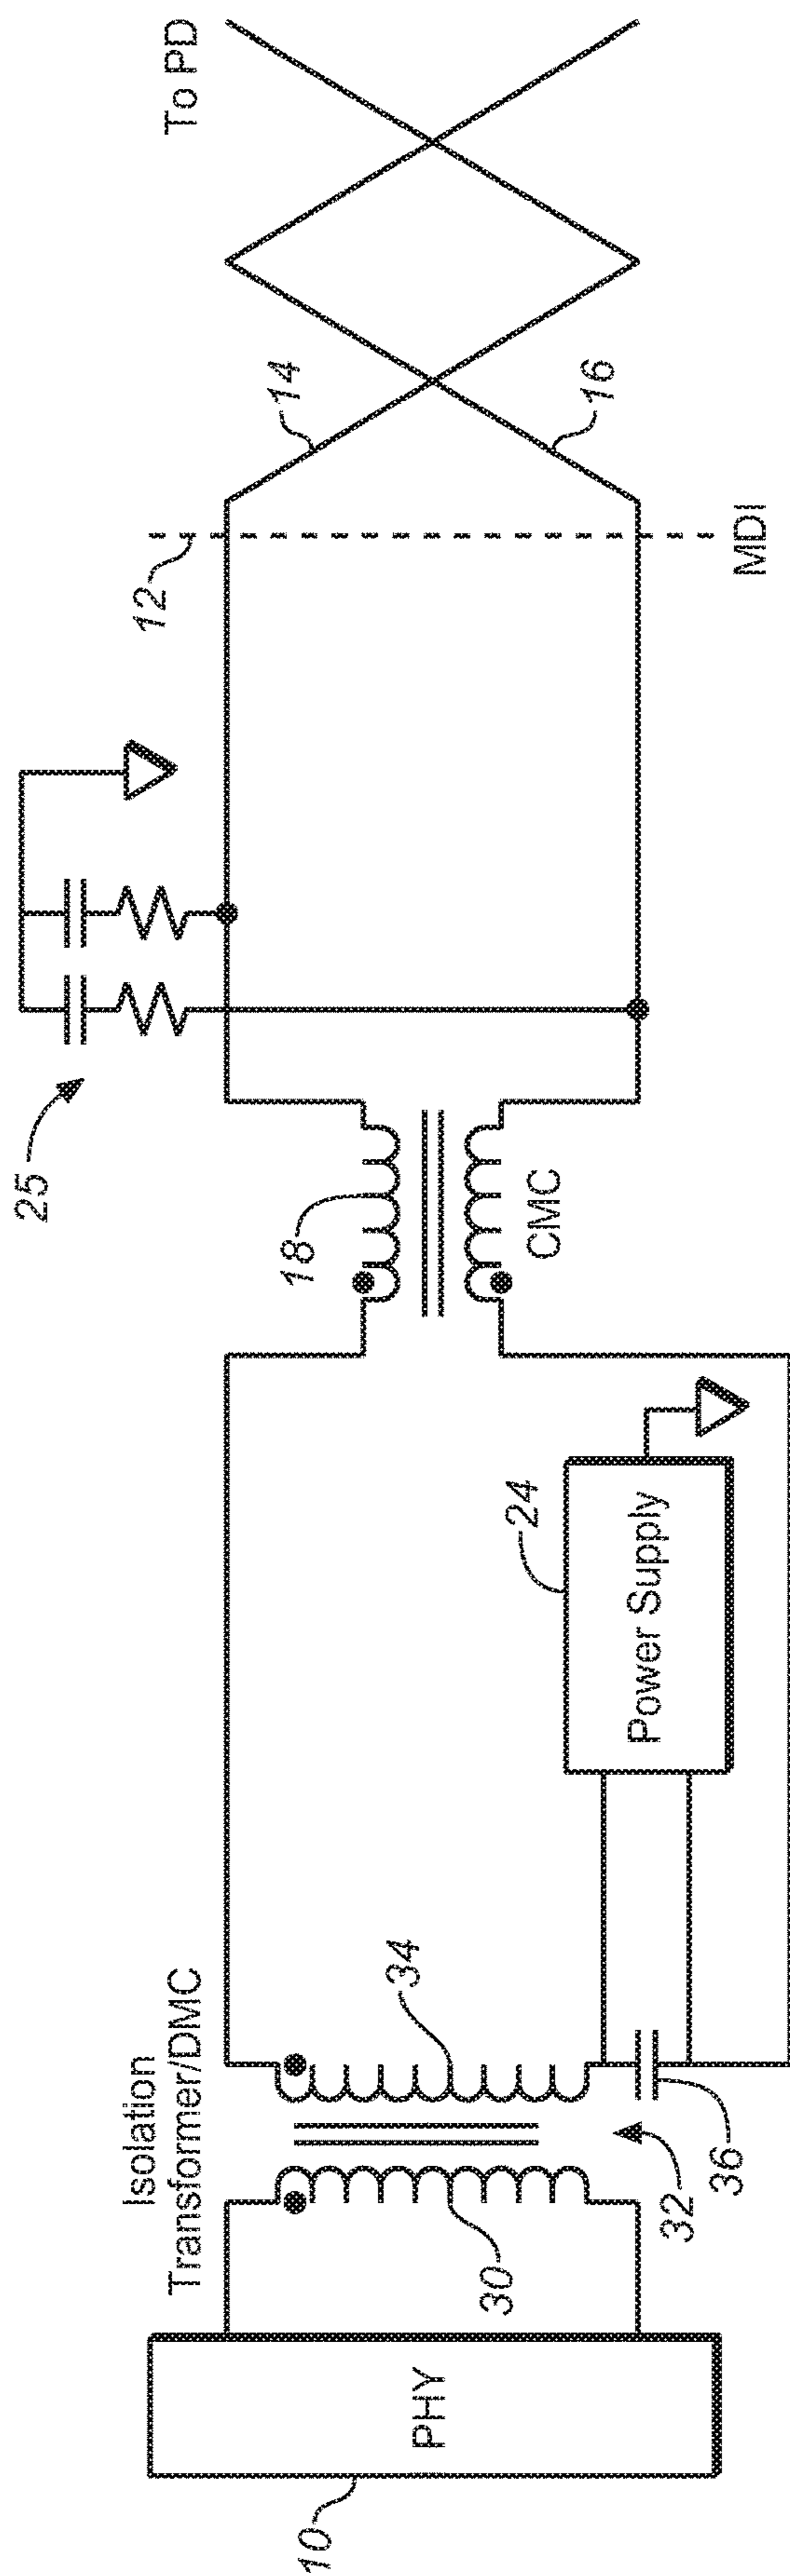 10
PHY
Isolation
Transformer/DMC
30
32
34
36
24
Power Supply
18
CMC
25
12
MDI
14
16
To PD